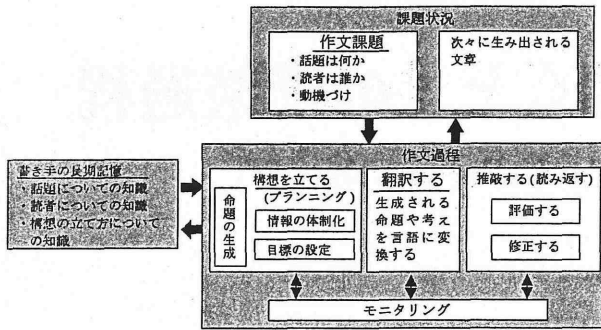 課題状況
作文課題
・話題は何か
・読者は誰か
・動機づけ
次々に生み出される
文章
作文過程
書き手の長期記憶
・話題についての知識
・読者についての知識
・構想の立て方について
の知識
構想を立てる
(プランニング)
命題の生成
情報の体制化
目標の設定
翻訳する
生成される
命題や考え
を言語に変
換する
推敲する(読み返す)
評価する
修正する
モニタリング